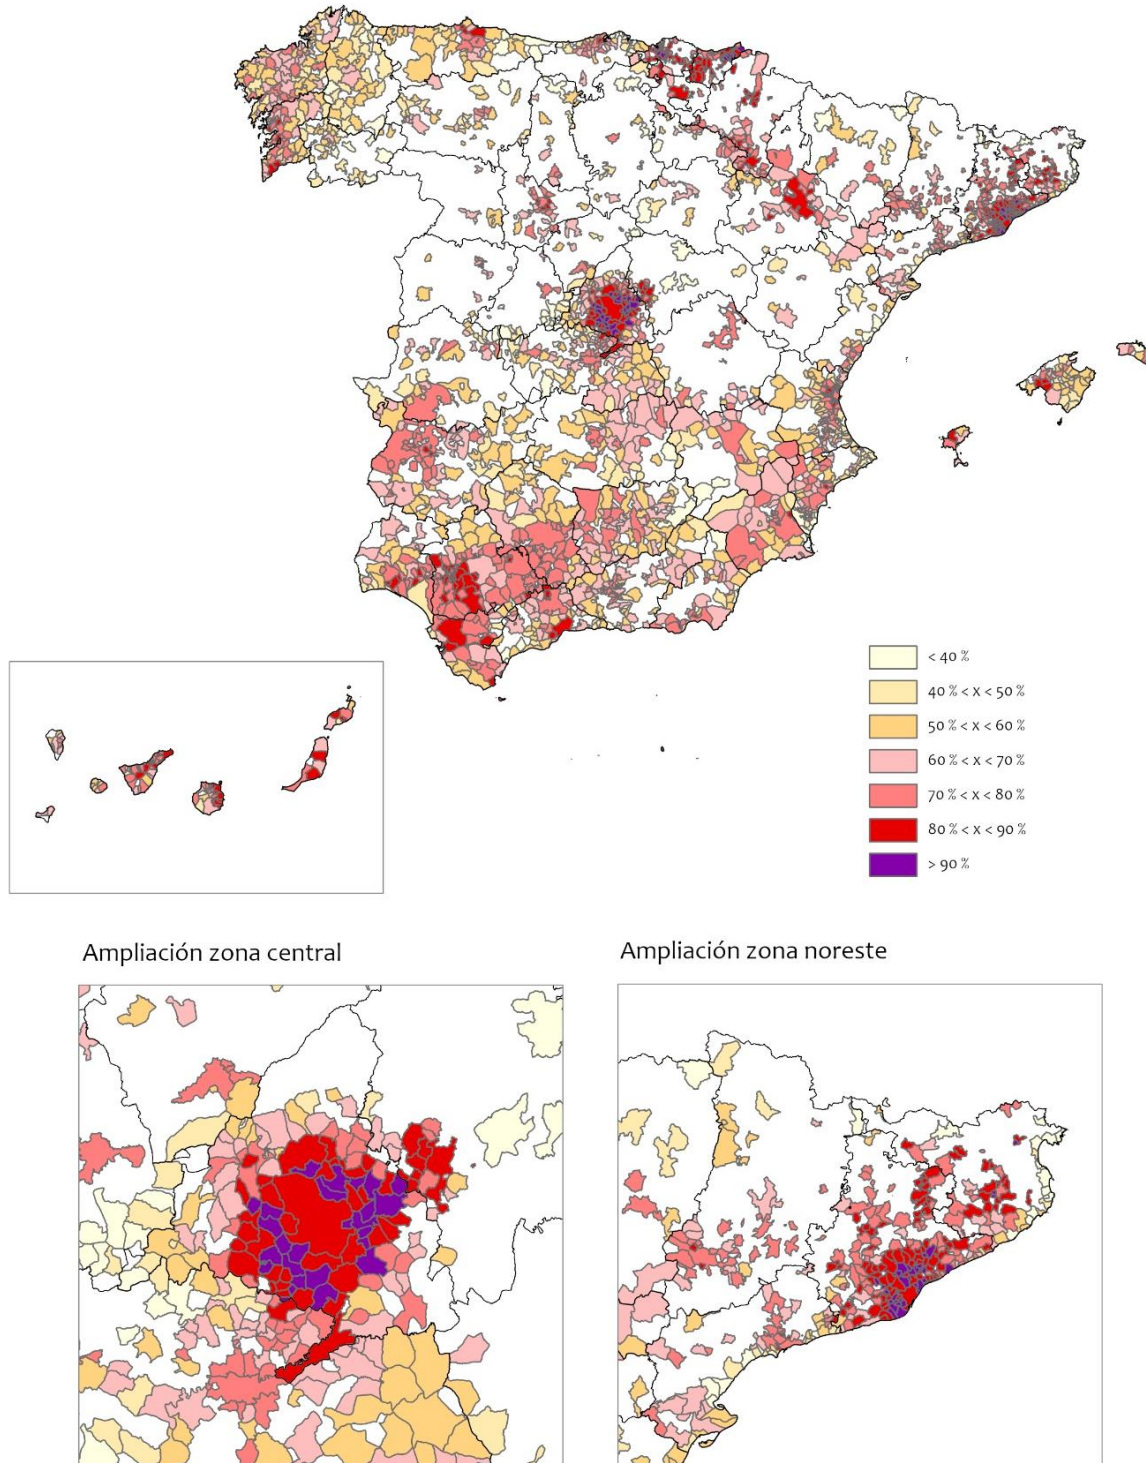 < 40 %
40 % < x < 50 %
50 % < x < 60 %
60 % < x < 70 %
70 % < x < 80 %
80 % < x < 90 %
> 90 %
Ampliación zona central
Ampliación zona noreste